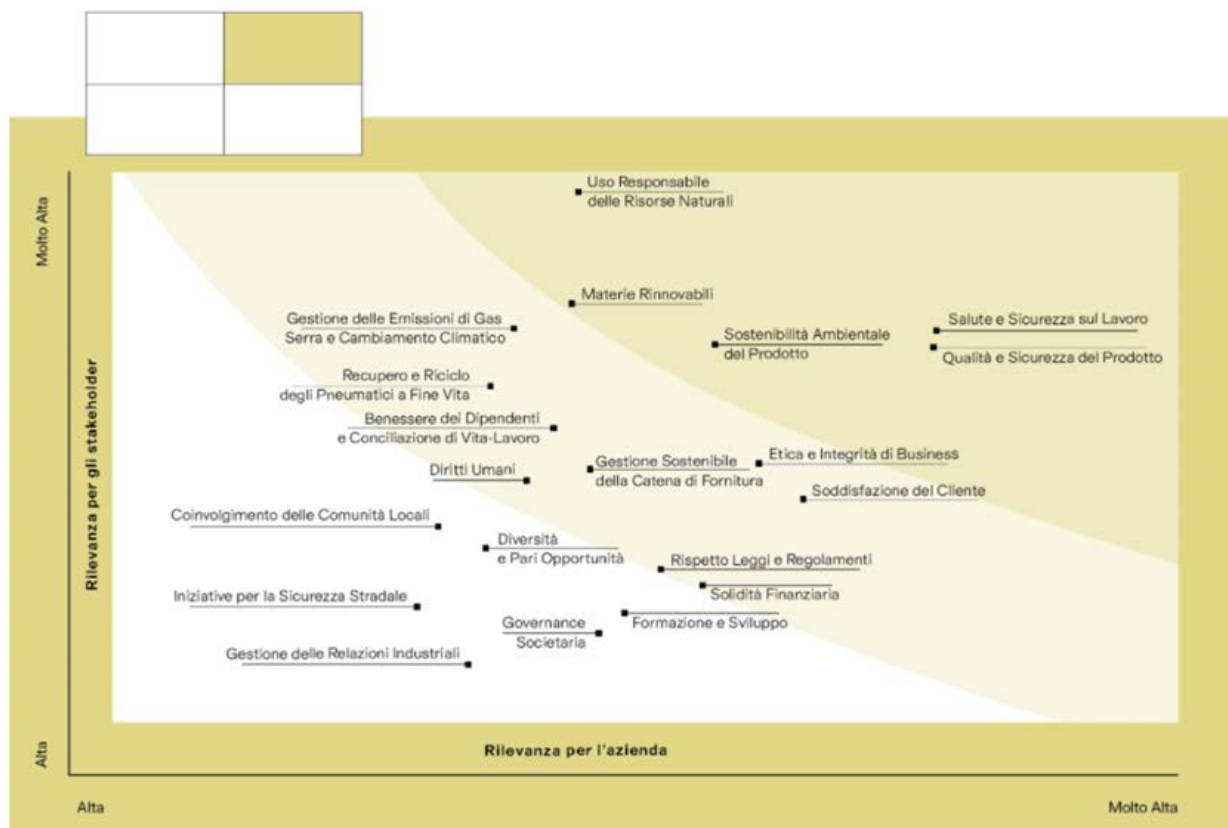 Molto Alta
Rilevanza per gli stakeholder
Alta
Uso Responsabile
delle Risorse Naturali
Materie Rinnovabili
Gestione delle Emissioni di Gas
Serra e Cambiamento Climatico
Sostenibilità Ambientale
del Prodotto
Salute e Sicurezza sul Lavoro
Qualità e Sicurezza del Prodotto
Recupero e Riciclo
degli Pneumatici a Fine Vita
Benessere dei Dipendenti
e Conciliazione di Vita-Lavoro
Diritti Umani
Gestione Sostenibile
della Catena di Fornitura
Etica e Integrità di Business
Soddisfazione del Cliente
Coinvolgimento delle Comunità Locali
Diversità
e Pari Opportunità
Rispetto Leggi e Regolamenti
Solidità Finanziaria
Iniziative per la Sicurezza Stradale
Governance
Societaria
Formazione e Sviluppo
Gestione delle Relazioni Industriali
Rilevanza per l'azienda
Alta
Molto Alta